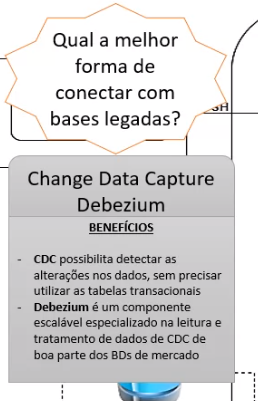 Qual a melhor
forma de
conectar com
bases legadas?
SH
Change Data Capture
Debezium
BENEFÍCIOS
- CDC possibilita detectar as
alterações nos dados, sem precisar
utilizar as tabelas transacionais
- Debezium é um componente
escalável especializado na leitura e
tratamento de dados de CDC de
boa parte dos BDs de mercado